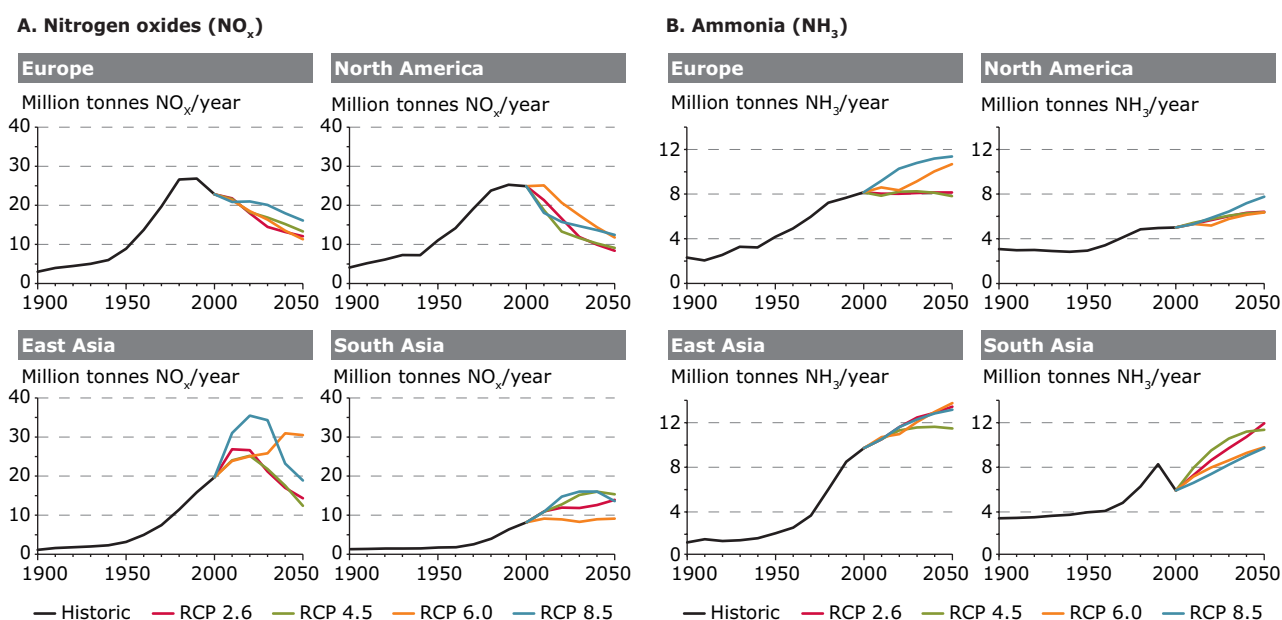 A. Nitrogen oxides (NOx)
Europe
Million tonnes NOx/year
40
30
20
10
0
1900 1950 2000 2050
North America
Million tonnes NOx/year
40
30
20
10
0
1900 1950 2000 2050
East Asia
Million tonnes NOx/year
40
30
20
10
0
1900 1950 2000 2050
South Asia
Million tonnes NOx/year
40
30
20
10
0
1900 1950 2000 2050
Historic RCP 2.6 RCP 4.5 RCP 6.0 RCP 8.5
B. Ammonia (NH3)
Europe
Million tonnes NH3/year
12
8
4
0
1900 1950 2000 2050
North America
Million tonnes NH3/year
12
8
4
0
1900 1950 2000 2050
East Asia
Million tonnes NH3/year
12
8
4
0
1900 1950 2000 2050
South Asia
Million tonnes NH3/year
12
8
4
0
1900 1950 2000 2050
Historic RCP 2.6 RCP 4.5 RCP 6.0 RCP 8.5